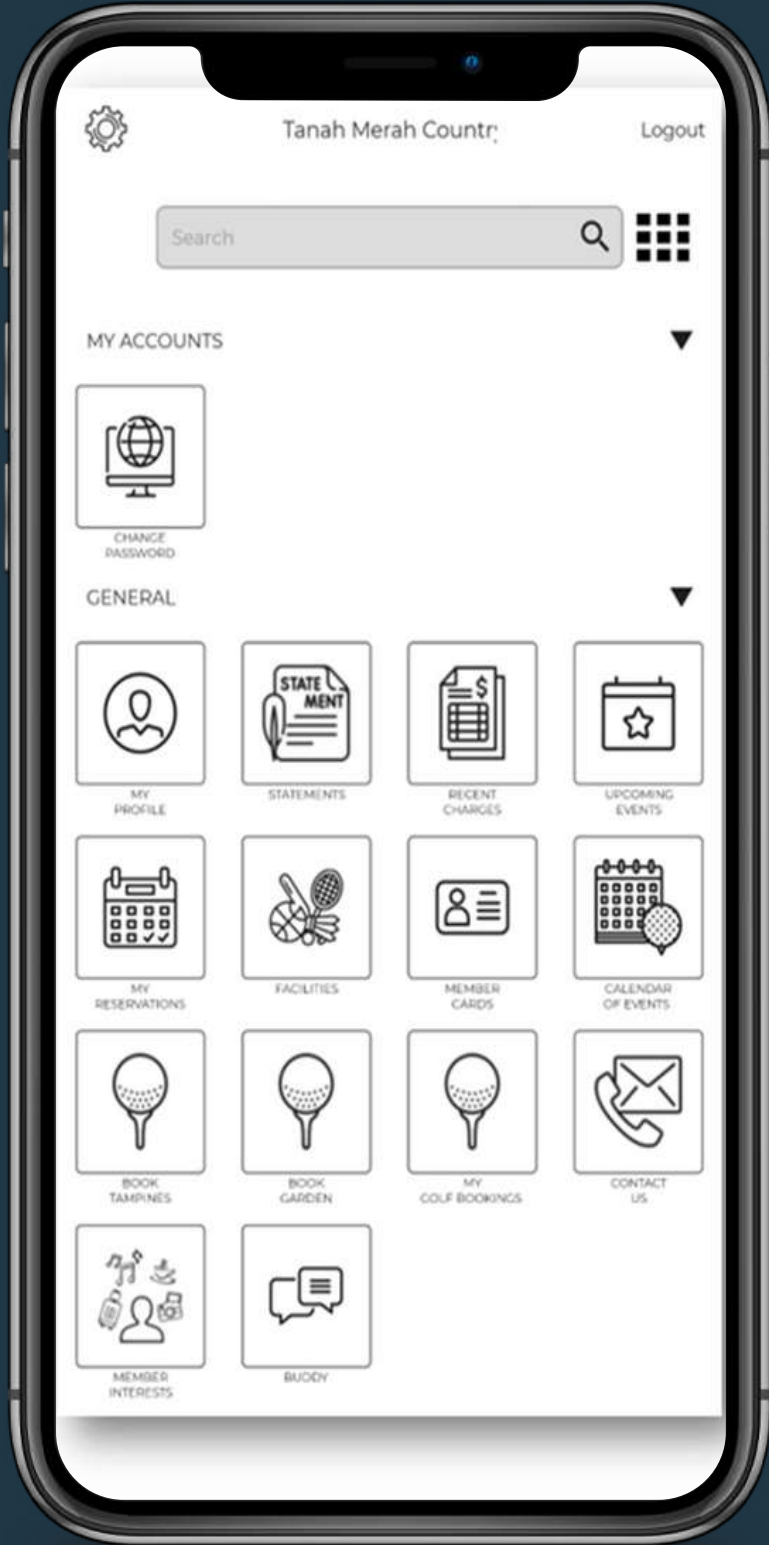 Tanah Merah Countr
Logout
Search
MY ACCOUNTS
CHANGE
PASSWORD
GENERAL
STATE
MENT
$
MY
PROFILE
STATEMENTS
RECENT
CHARGES
UPCOMING
EVENTS
MY
RESERVATIONS
FACILITIES
MEMBER
CARDS
CALENDAR
OF EVENTS
BOOK
TAMPINES
BOOK
GARDEN
MY
GOLF BOOKINGS
CONTACT
US
MEMBER
INTERESTS
BUDDY